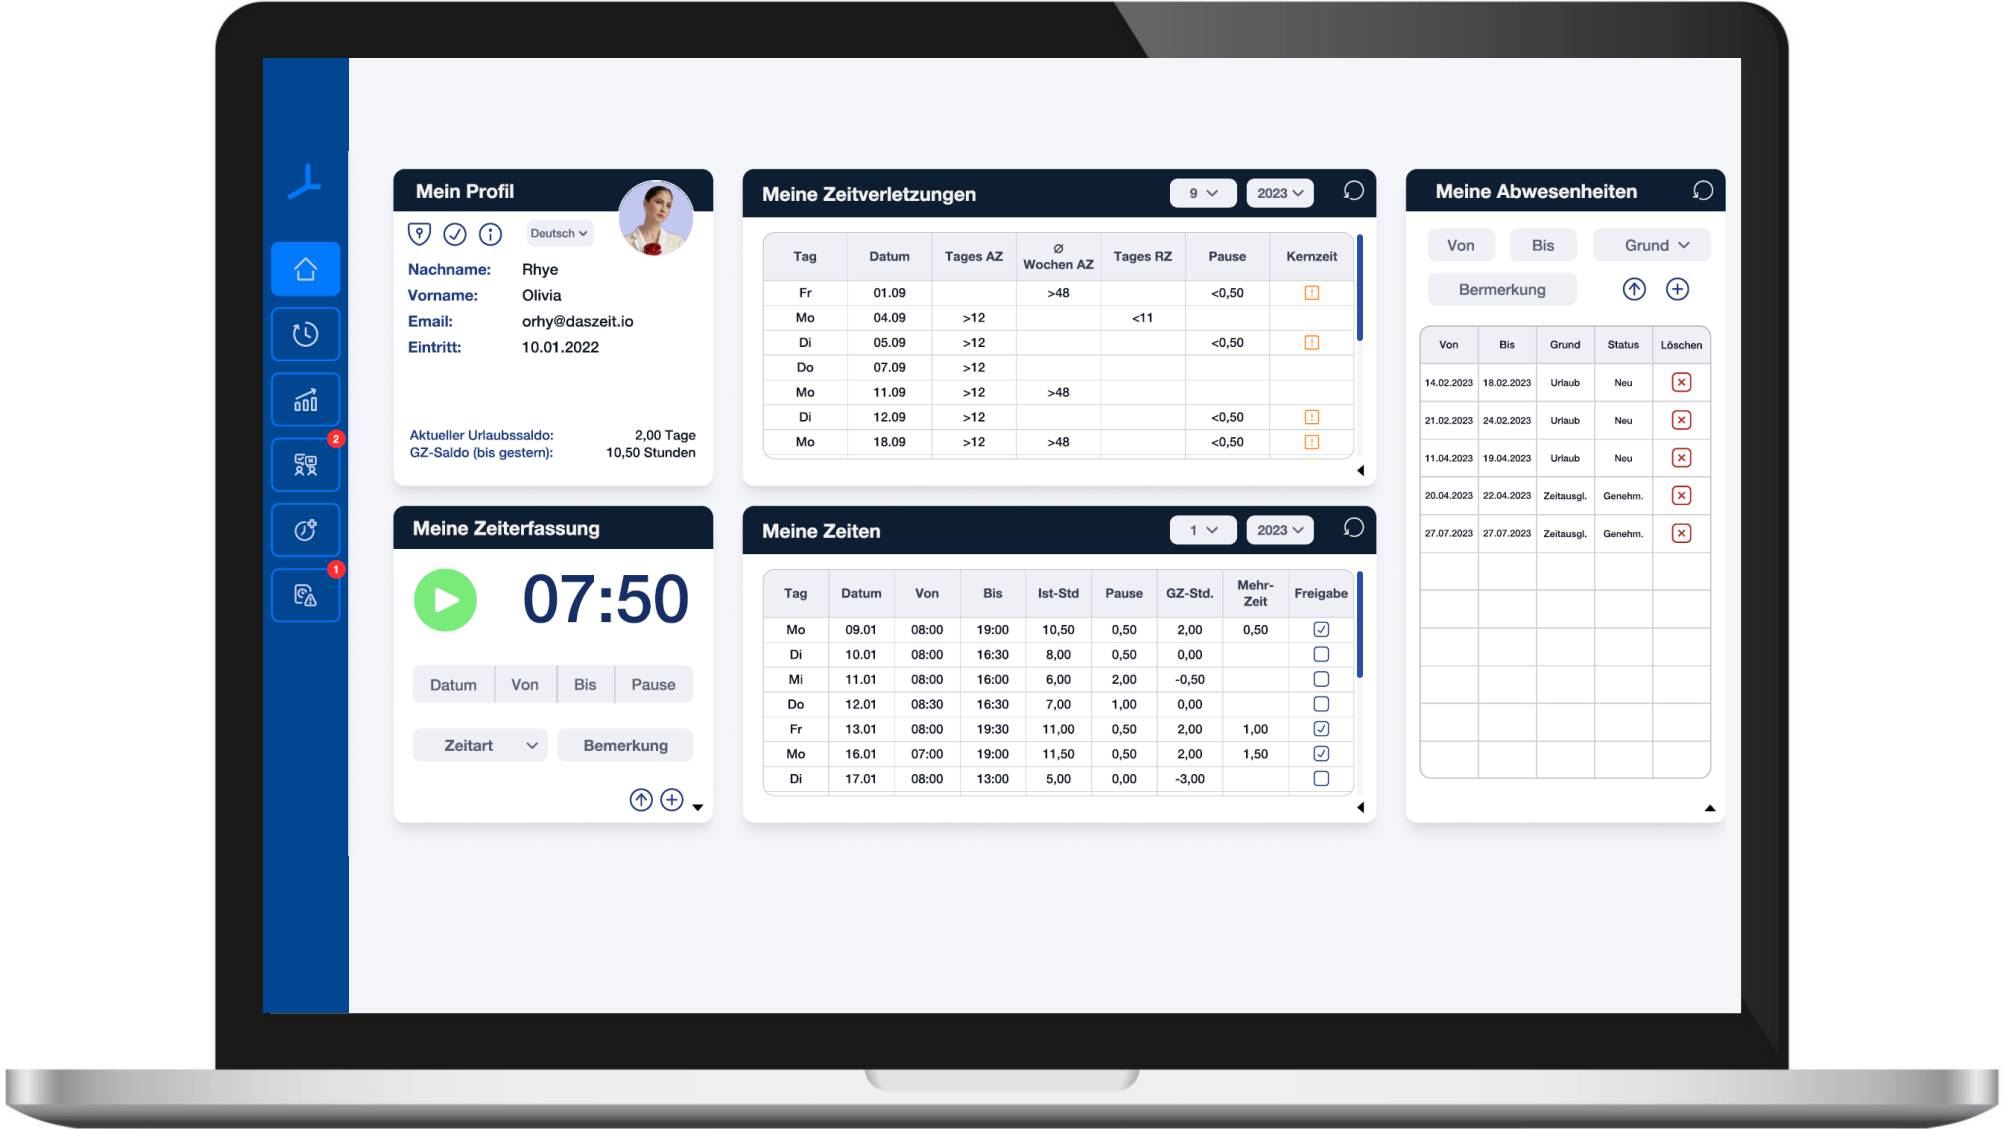 Mein Profil
Deutsch
Nachname: Rhye
Vorname: Olivia
Email: orhy@daszeit.io
Eintritt: 10.01.2022
Aktueller Urlaubssaldo: 2,00 Tage
GZ-Saldo (bis gestern): 10,50 Stunden
2
1
Meine Zeiterfassung
07:50
Datum Von Bis Pause
Zeitart Bemerkung
Meine Zeitverletzungen 9 2023
Tag Datum Tages AZ Ø Wochen AZ Tages RZ Pause Kernzeit
Fr 01.09 >48 <0,50
Mo 04.09 >12 <11
Di 05.09 >12 <0,50
Do 07.09 >12
Mo 11.09 >12 >48
Di 12.09 >12 <0,50
Mo 18.09 >12 >48 <0,50
Meine Zeiten 1 2023
Tag Datum Von Bis Ist-Std Pause GZ-Std. Mehr-Zeit Freigabe
Mo 09.01 08:00 19:00 10,50 0,50 2,00 0,50
Di 10.01 08:00 16:30 8,00 0,50 0,00
Mi 11.01 08:00 16:00 6,00 2,00 -0,50
Do 12.01 08:30 16:30 7,00 1,00 0,00
Fr 13.01 08:00 19:30 11,00 0,50 2,00 1,00
Mo 16.01 07:00 19:00 11,50 0,50 2,00 1,50
Di 17.01 08:00 13:00 5,00 0,00 -3,00
Meine Abwesenheiten
Von Bis Grund
Bermerkung
Von Bis Grund Status Löschen
14.02.2023 18.02.2023 Urlaub Neu
21.02.2023 24.02.2023 Urlaub Neu
11.04.2023 19.04.2023 Urlaub Neu
20.04.2023 22.04.2023 Zeitausgl. Genehm.
27.07.2023 27.07.2023 Zeitausgl. Genehm.